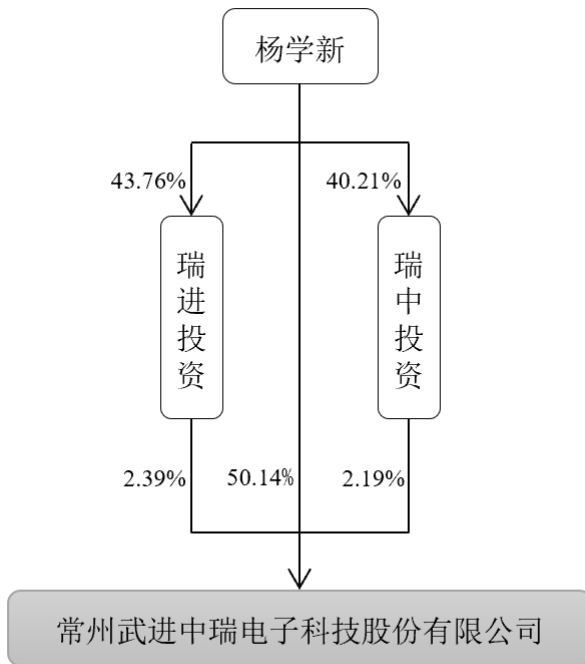 杨学新
43.76%
40.21%
瑞进投资
瑞中投资
2.39%
50.14%
2.19%
常州武进中瑞电子科技股份有限公司